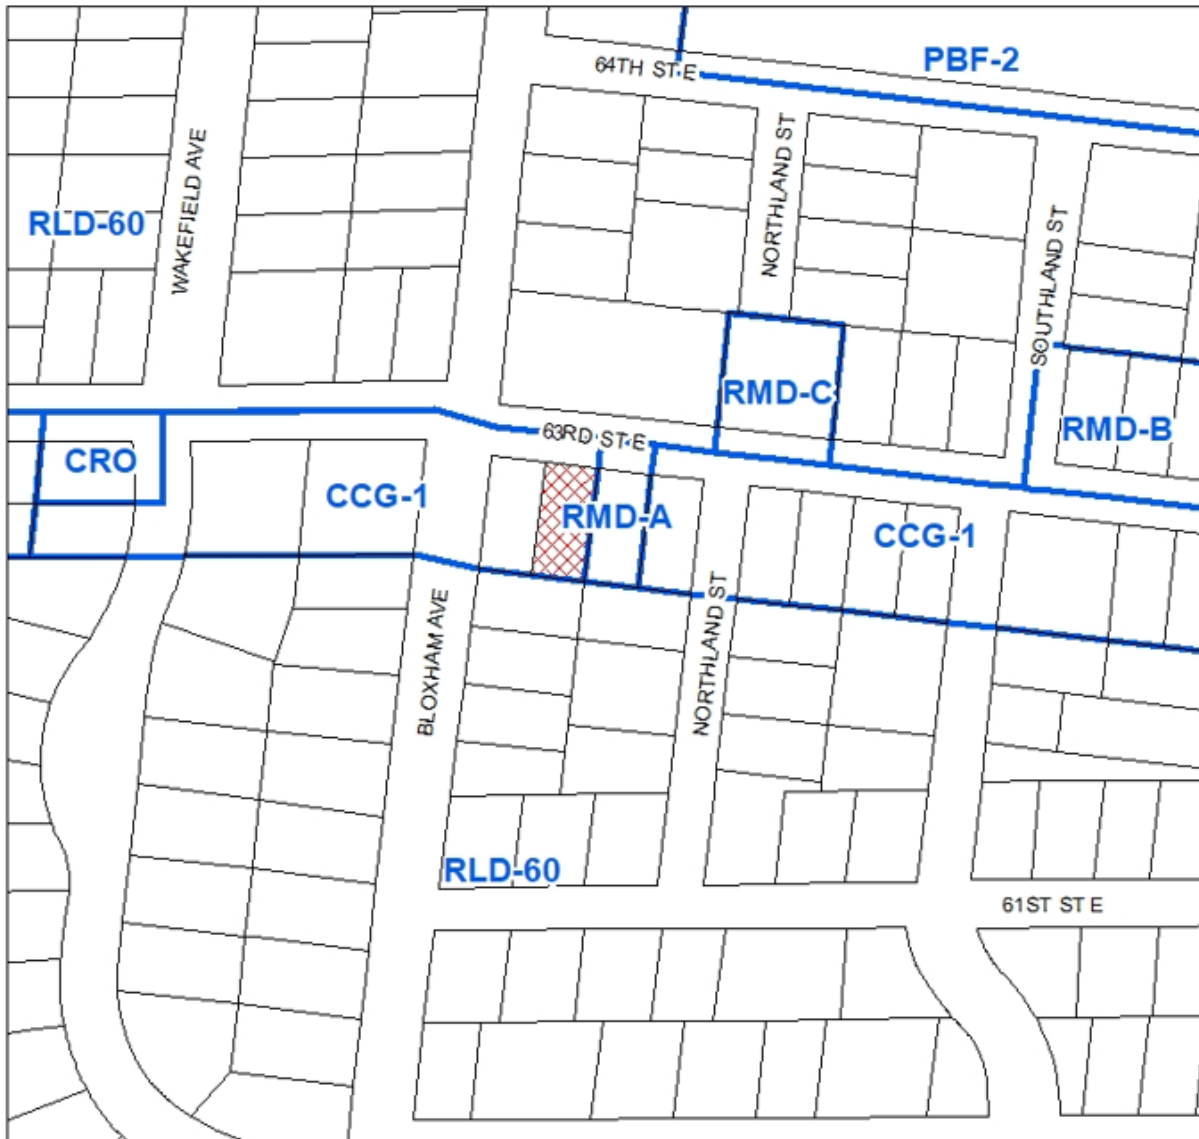 PBF-2
64TH ST E
NORTHLAND ST
WAKEFIELD AVE
RLD-60
SOUTHLAND ST
RMD-C
RMD-B
63RD ST E
CRO
CCG-1
RMD-A
CCG-1
BLOXHAM AVE
NORTHLAND ST
RLD-60
61ST ST E